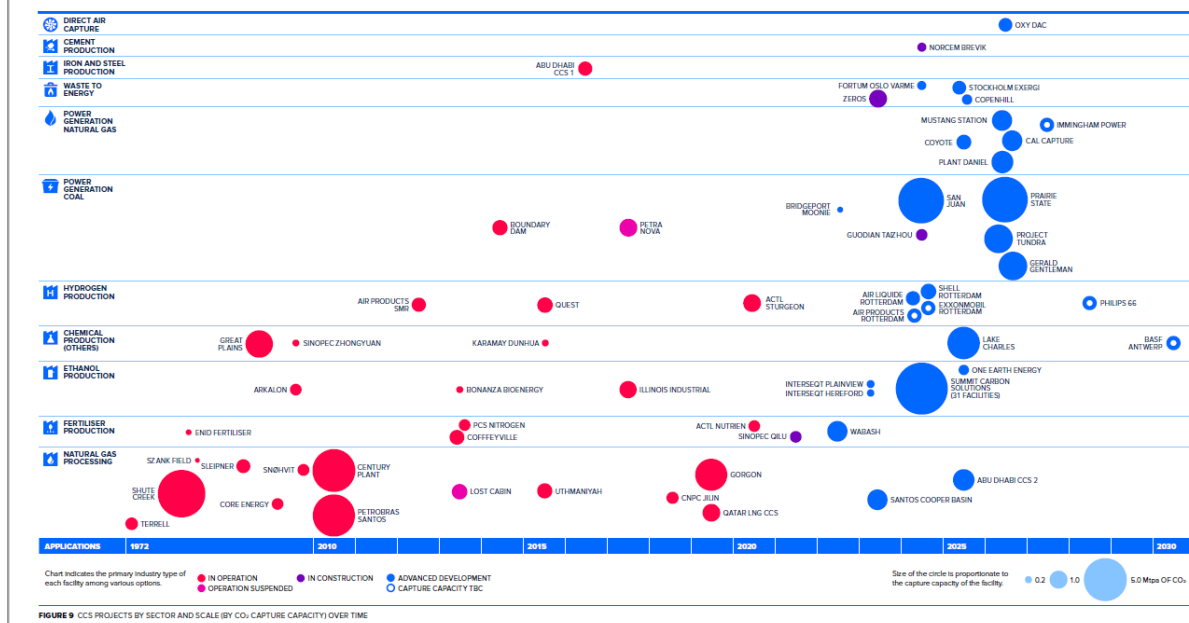 DIRECT AIR
CAPTURE
OXY DAC
CEMENT
PRODUCTION
NORCEM BREVIK
IRON AND STEEL
PRODUCTION
ABU DHABI
CCS 1
WASTE TO
ENERGY
FORTUM OSLO VARME
STOCKHOLM EXERGI
ZEROS
COPENHILL
POWER
GENERATION
NATURAL GAS
MUSTANG STATION
IMMINGHAM POWER
COYOTE
CAL CAPTURE
PLANT DANIEL
POWER
GENERATION
COAL
BRIDGEPORT
MOONIE
SAN
JUAN
PRAIRIE
STATE
BOUNDARY
DAM
PETRA
NOVA
GUODIAN TAIZHOU
PROJECT
TUNDRA
GERALD
GENTLEMAN
HYDROGEN
PRODUCTION
AIR PRODUCTS
SMR
QUEST
ACTL
STURGEON
AIR LIQUIDE
ROTTERDAM
SHELL
ROTTERDAM
AIR PRODUCTS
ROTTERDAM
EXXONMOBIL
ROTTERDAM
PHILIPS 66
CHEMICAL
PRODUCTION
(OTHERS)
GREAT
PLAINS
SINOPEC ZHONGYUAN
KARAMAY DUNHUA
LAKE
CHARLES
BASF
ANTWERP
ETHANOL
PRODUCTION
ARKALON
BONANZA BIOENERGY
ILLINOIS INDUSTRIAL
INTERSEQT PLAINVIEW
INTERSEQT HEREFORD
ONE EARTH ENERGY
SUMMIT CARBON
SOLUTIONS
(31 FACILITIES)
FERTILISER
PRODUCTION
ENID FERTILISER
PCS NITROGEN
COFFFEYVILLE
ACTL NUTRIEN
SINOPEC QILU
WABASH
NATURAL GAS
PROCESSING
SZANK FIELD
SLEIPNER
SNØHVIT
CENTURY
PLANT
SHUTE
CREEK
CORE ENERGY
TERRELL
PETROBRAS
SANTOS
LOST CABIN
UTHMANIYAH
GORGON
CNPC JILIN
QATAR LNG CCS
ABU DHABI CCS 2
SANTOS COOPER BASIN
APPLICATIONS 1972 2010 2015 2020 2025 2030
Chart indicates the primary industry type of
each facility among various options.
IN OPERATION
IN CONSTRUCTION
ADVANCED DEVELOPMENT
OPERATION SUSPENDED
CAPTURE CAPACITY TBC
Size of the circle is proportionate to
the capture capacity of the facility.
0.2 1.0 5.0 Mtpa OF CO₂
FIGURE 9 CCS PROJECTS BY SECTOR AND SCALE (BY CO₂ CAPTURE CAPACITY) OVER TIME